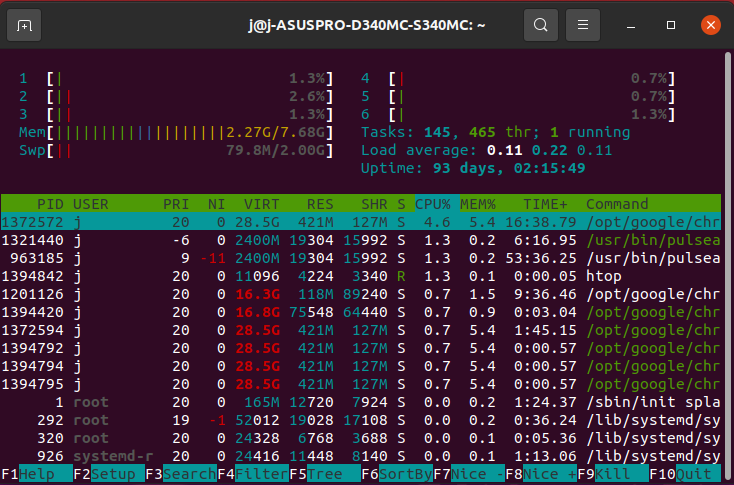 j@j-ASUSPRO-D340MC-S340MC: ~
1 [| 1.3%] 4 [| 0.7%]
2 [|| 2.6%] 5 [| 0.7%]
3 [|| 1.3%] 6 [| 1.3%]
Mem[||||||||||||||||||||2.27G/7.68G] Tasks: 145, 465 thr; 1 running
Swp[|| 79.8M/2.00G] Load average: 0.11 0.22 0.11
Uptime: 93 days, 02:15:49
PID USER PRI NI VIRT RES SHR S CPU% MEM% TIME+ Command
1372572 j 20 0 28.5G 421M 127M S 4.6 5.4 16:38.79 /opt/google/chr
1321440 j -6 0 2400M 19304 15992 S 1.3 0.2 6:16.95 /usr/bin/pulsea
963185 j 9 -11 2400M 19304 15992 S 1.3 0.2 53:36.25 /usr/bin/pulsea
1394842 j 20 0 11096 4224 3340 R 1.3 0.1 0:00.05 htop
1201126 j 20 0 16.3G 118M 89240 S 0.7 1.5 9:36.46 /opt/google/chr
1394420 j 20 0 16.8G 75548 64440 S 0.7 0.9 0:03.04 /opt/google/chr
1372594 j 20 0 28.5G 421M 127M S 0.7 5.4 1:45.15 /opt/google/chr
1394792 j 20 0 28.5G 421M 127M S 0.7 5.4 0:00.57 /opt/google/chr
1394794 j 20 0 28.5G 421M 127M S 0.7 5.4 0:00.57 /opt/google/chr
1394795 j 20 0 28.5G 421M 127M S 0.7 5.4 0:00.57 /opt/google/chr
1 root 20 0 165M 12720 7924 S 0.0 0.2 1:24.37 /sbin/init spla
292 root 19 -1 52012 19028 17108 S 0.0 0.2 0:36.24 /lib/systemd/sy
320 root 20 0 24328 6768 3688 S 0.0 0.1 0:05.36 /lib/systemd/sy
926 systemd-r 20 0 24416 11448 8140 S 0.0 0.1 1:13.06 /lib/systemd/sy
F1Help F2Setup F3SearchF4FilterF5Tree F6SortByF7Nice -F8Nice +F9Kill F10Quit